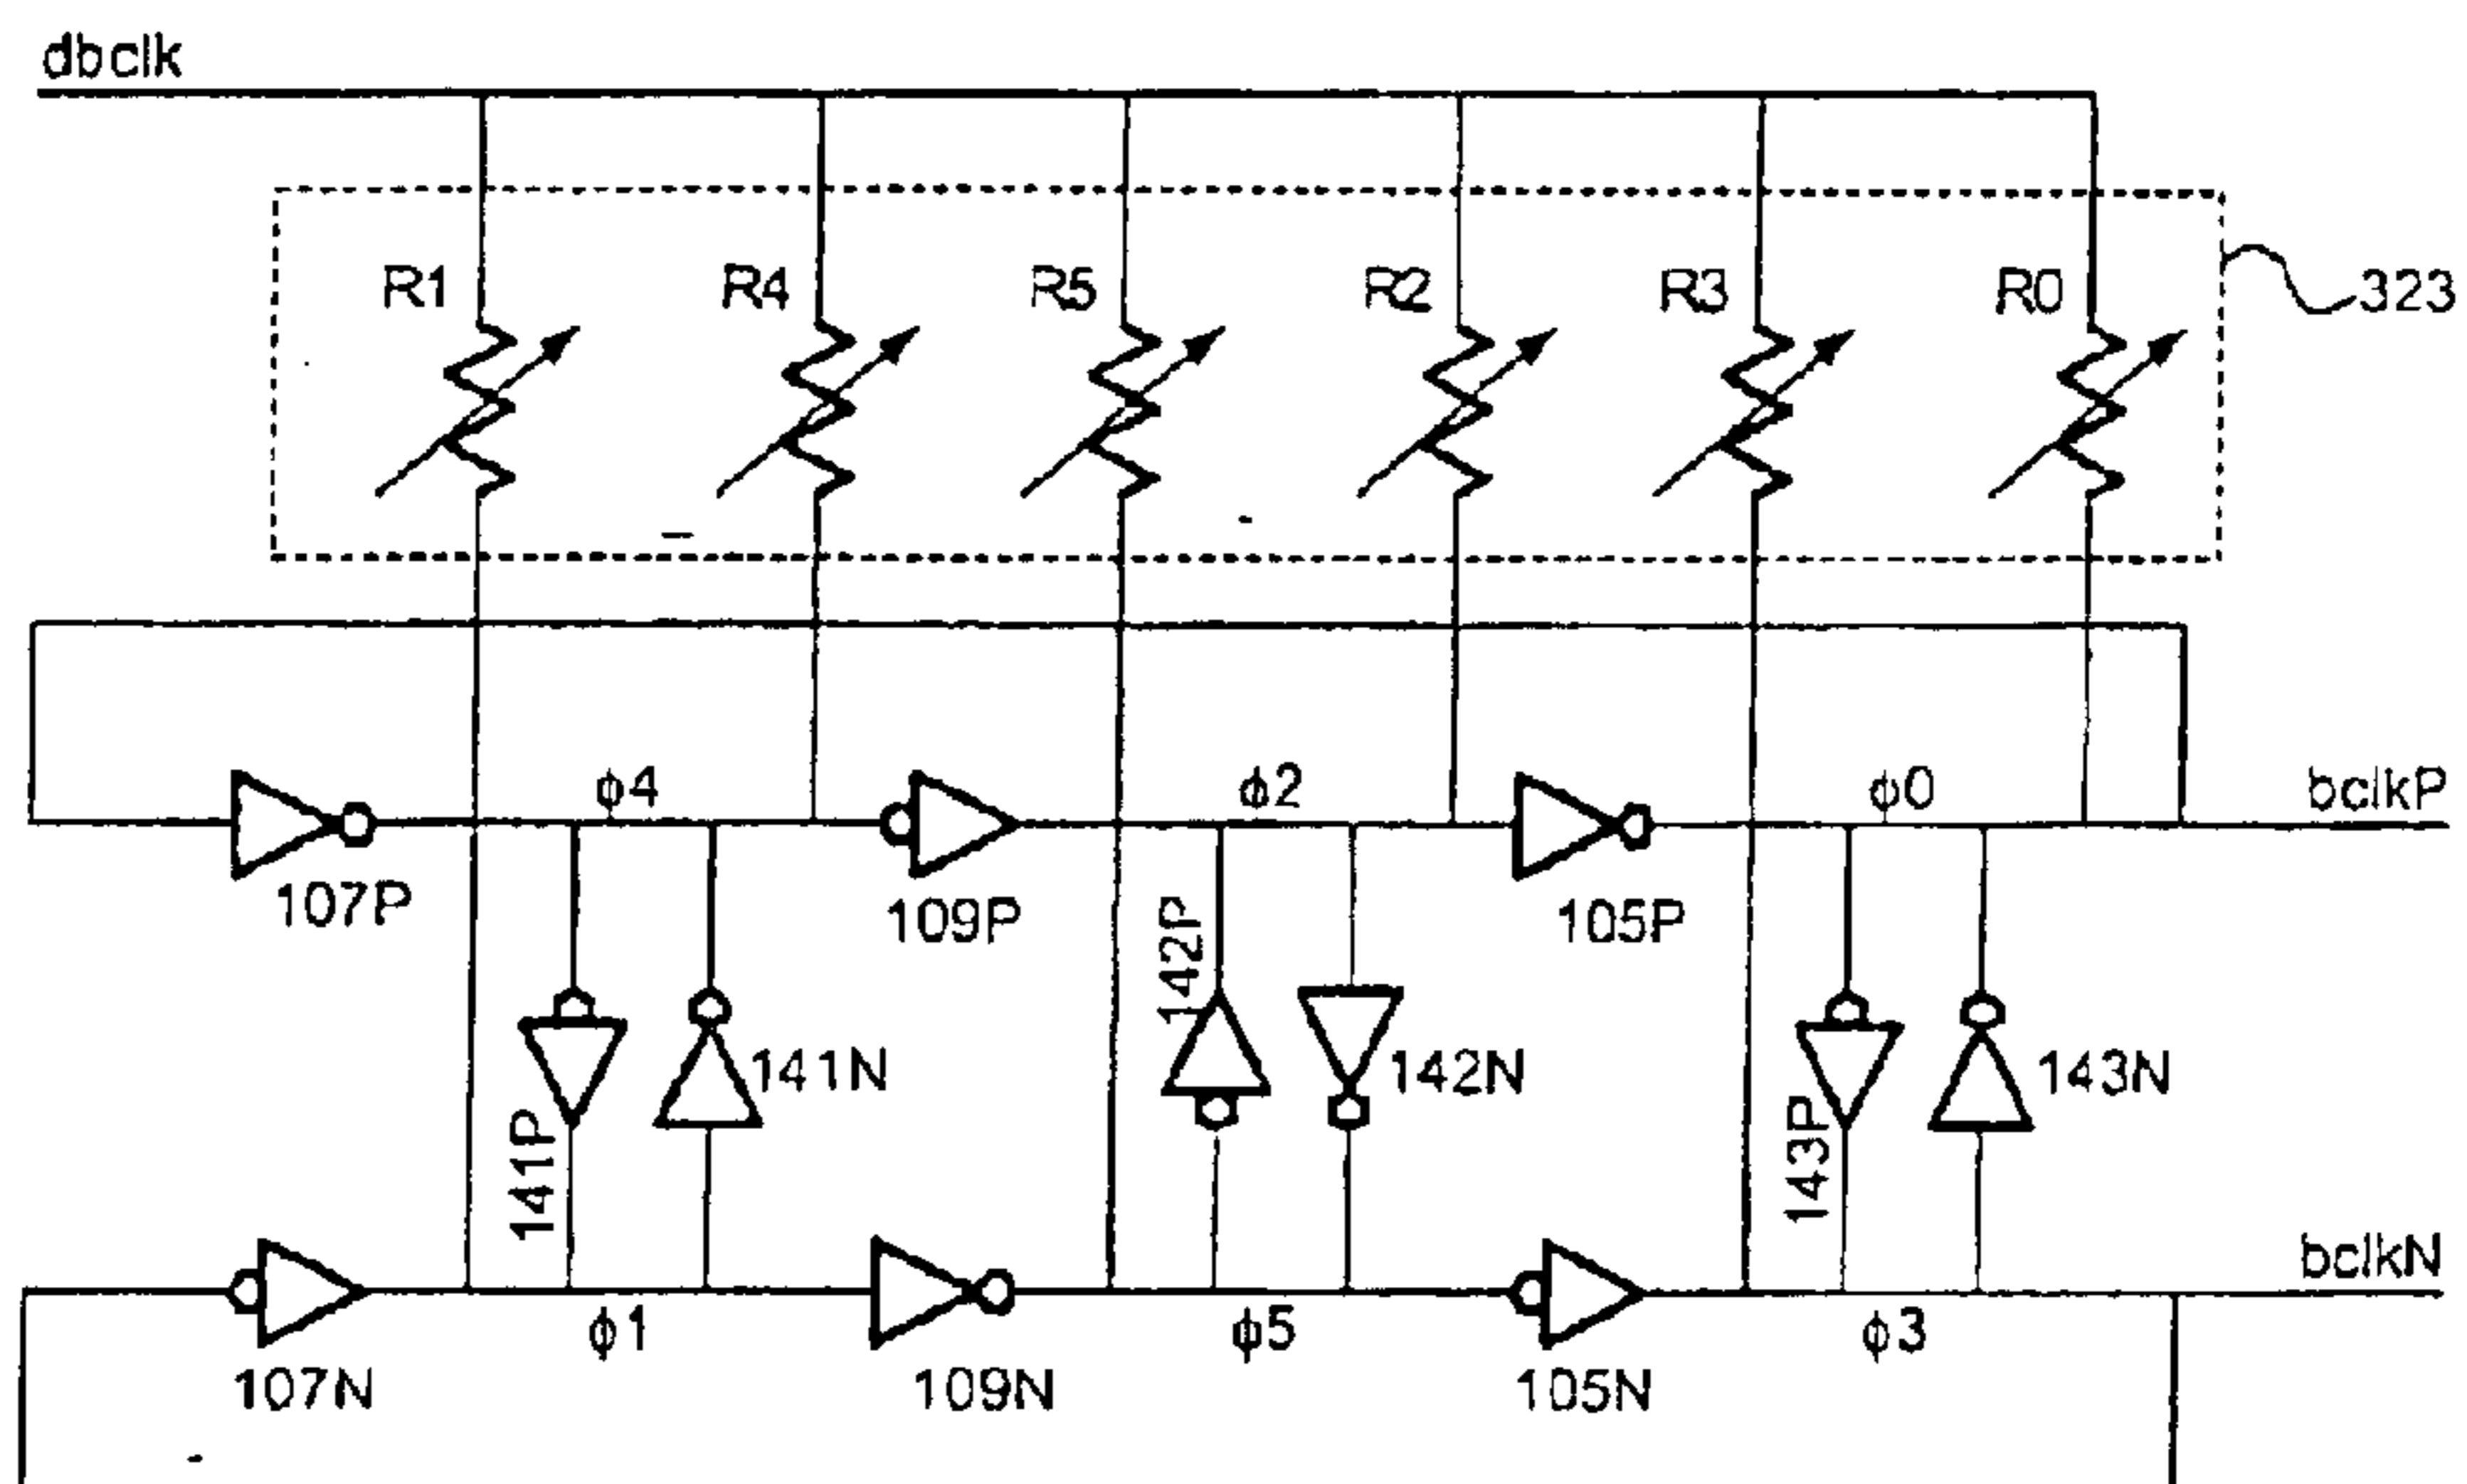 dbclk
R1 R4 R5 R2 R3 R0 323
ϕ4 ϕ2 ϕ0 bclkP
107P 109P 105P
142P
141N 142N 143N
141P 143P
bclkN
ϕ1 ϕ5 ϕ3
107N 109N 105N